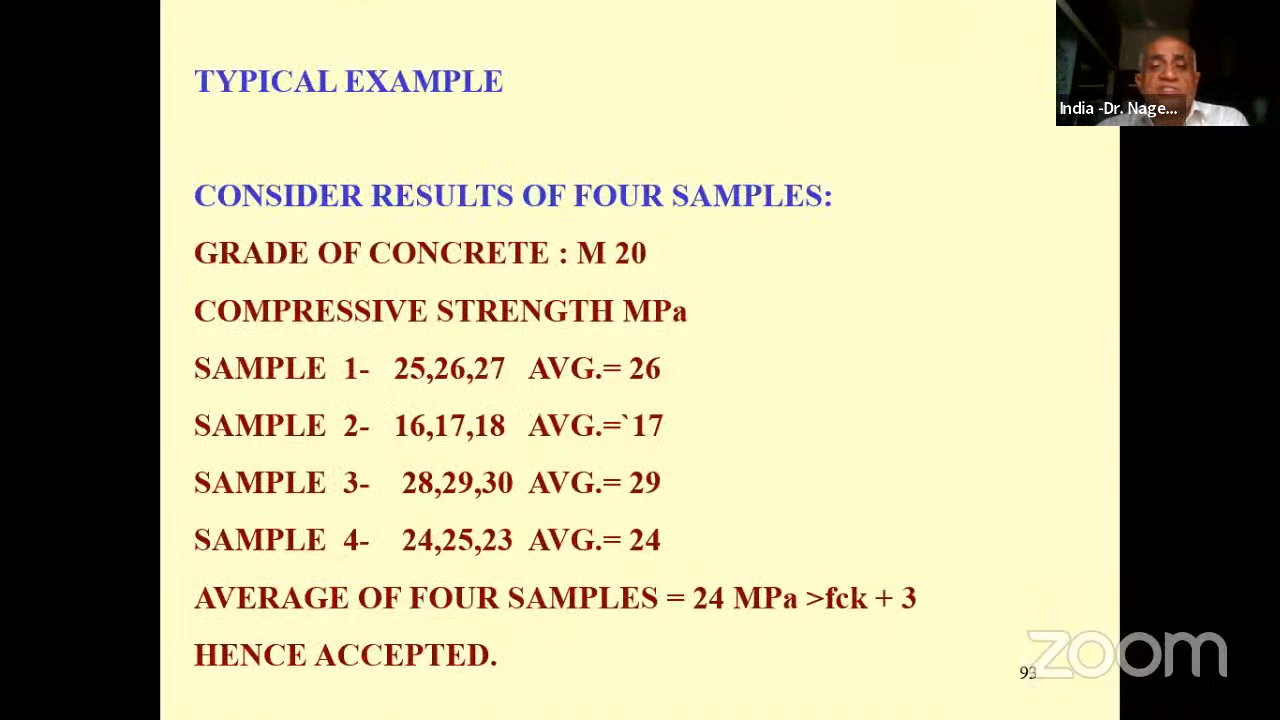 TYPICAL EXAMPLE
India -Dr. Nage...
CONSIDER RESULTS OF FOUR SAMPLES:
GRADE OF CONCRETE : M 20
COMPRESSIVE STRENGTH MPa
SAMPLE 1- 25,26,27 AVG.= 26
SAMPLE 2- 16,17,18 AVG.=`17
SAMPLE 3- 28,29,30 AVG.= 29
SAMPLE 4- 24,25,23 AVG.= 24
AVERAGE OF FOUR SAMPLES = 24 MPa >fck + 3
HENCE ACCEPTED.
93
zoom